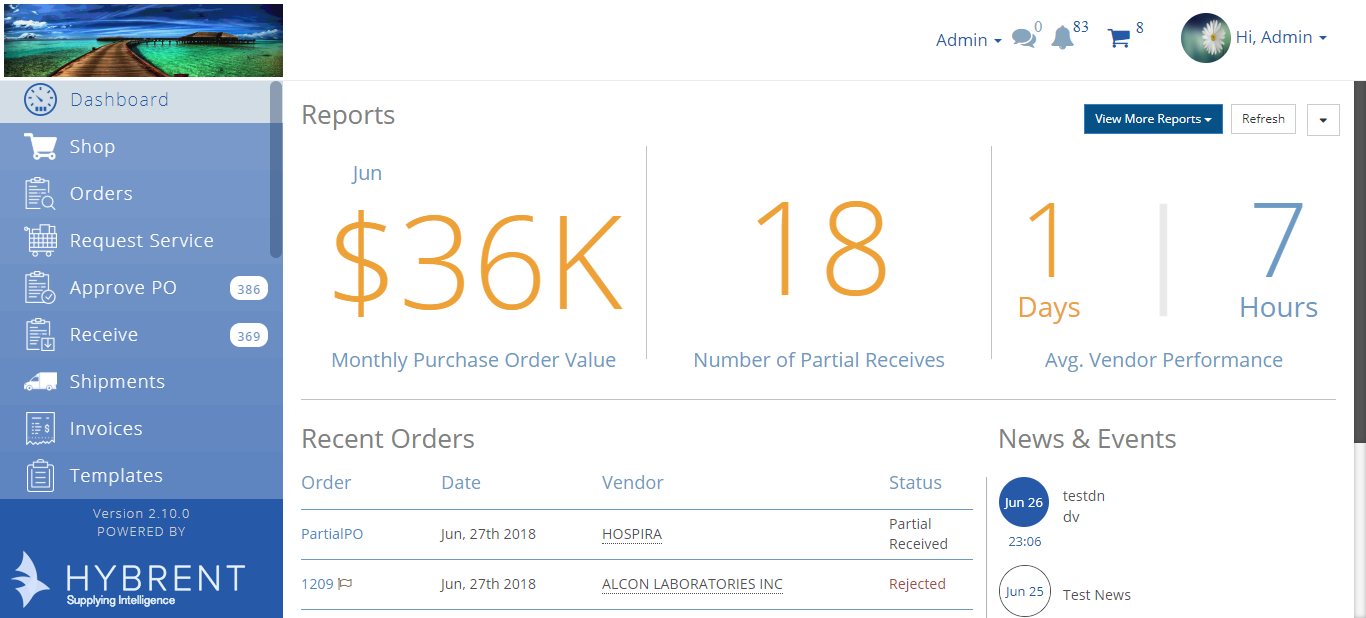 Admin
0
83
8
Hi, Admin
Dashboard
Shop
Orders
Request Service
Approve PO 386
Receive 369
Shipments
Invoices
Templates
Version 2.10.0
POWERED BY
HYBRENT
Supplying Intelligence
Reports
View More Reports
Refresh
Jun
$36K
Monthly Purchase Order Value
18
Number of Partial Receives
1 7
Days Hours
Avg. Vendor Performance
Recent Orders
Order Date Vendor Status
PartialPO Jun, 27th 2018 HOSPIRA Partial
Received
1209 Jun, 27th 2018 ALCON LABORATORIES INC Rejected
News & Events
Jun 26 testdn
dv
23:06
Jun 25 Test News